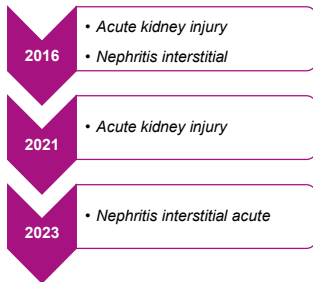 2016
• Acute kidney injury
• Nephritis interstitial
2021
• Acute kidney injury
2023
• Nephritis interstitial acute